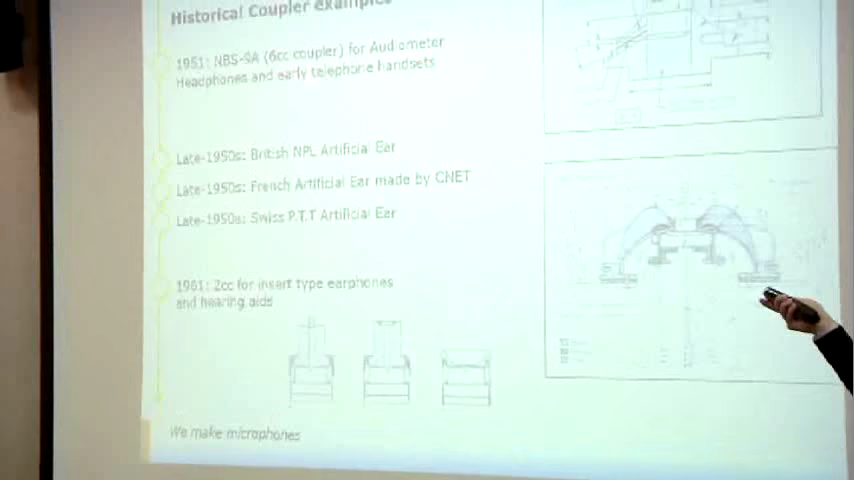 Historical Coupler examples
1951: NBS-9A (6cc coupler) for Audiometer
Headphones and early telephone handsets
Late-1950s: British NPL Artificial Ear
Late-1950s: French Artificial Ear made by CNET
Late-1950s: Swiss P.T.T Artificial Ear
1961: 2cc for insert type earphones
and hearing aids
We make microphones